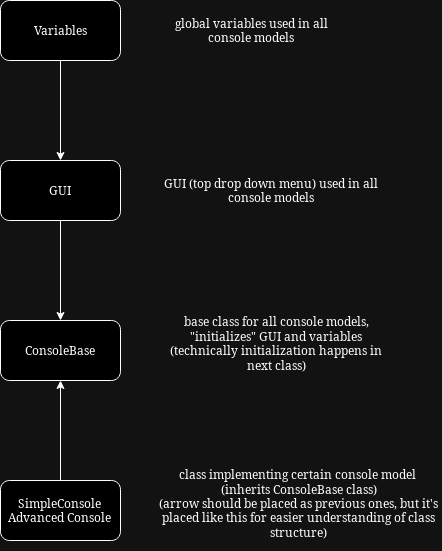 Variables
global variables used in all
console models
GUI
GUI (top drop down menu) used in all
console models
ConsoleBase
base class for all console models,
"initializes" GUI and variables
(technically initialization happens in
next class)
SimpleConsole
Advanced Console
class implementing certain console model
(inherits ConsoleBase class)
(arrow should be placed as previous ones, but it's
placed like this for easier understanding of class
structure)